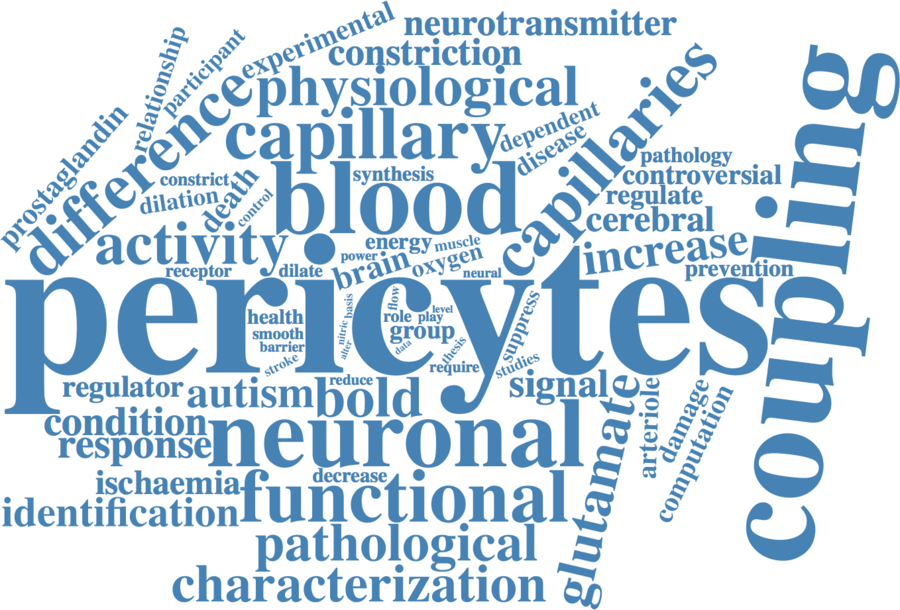 neurotransmitter
experimental
constriction
relationship
participant
physiological
difference
capillary
prostaglandin
dependent
disease
capillaries
coupling
pathology
controversial
constrict
synthesis
blood
death
control
dilation
regulate
cerebral
activity
energy
muscle
power
brain
oxygen
neural
increase
prevention
receptor
dilate
pericytes
health
smooth
barrier
stroke
nitric
basis
alter
flow
role
play
level
group
data
thesis
require
suppress
studies
regulator
autism
reduce
bold
signal
condition
response
neuronal
glutamate
arteriole
damage
computation
ischaemia
decrease
identification
functional
pathological
characterization